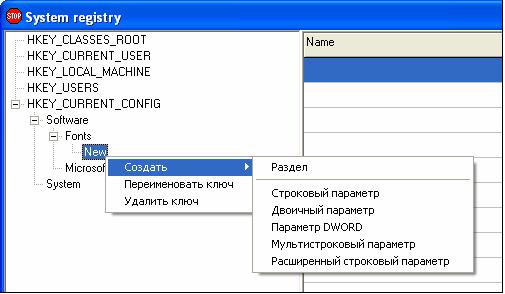 STOP
System registry
HKEY_CLASSES_ROOT
HKEY_CURRENT_USER
HKEY_LOCAL_MACHINE
HKEY_USERS
HKEY_CURRENT_CONFIG
Software
Fonts
New
Microsof
System
Name
Создать
Переименовать ключ
Удалить ключ
Раздел
Строковый параметр
Двоичный параметр
Параметр DWORD
Мультистроковый параметр
Расширенный строковый параметр